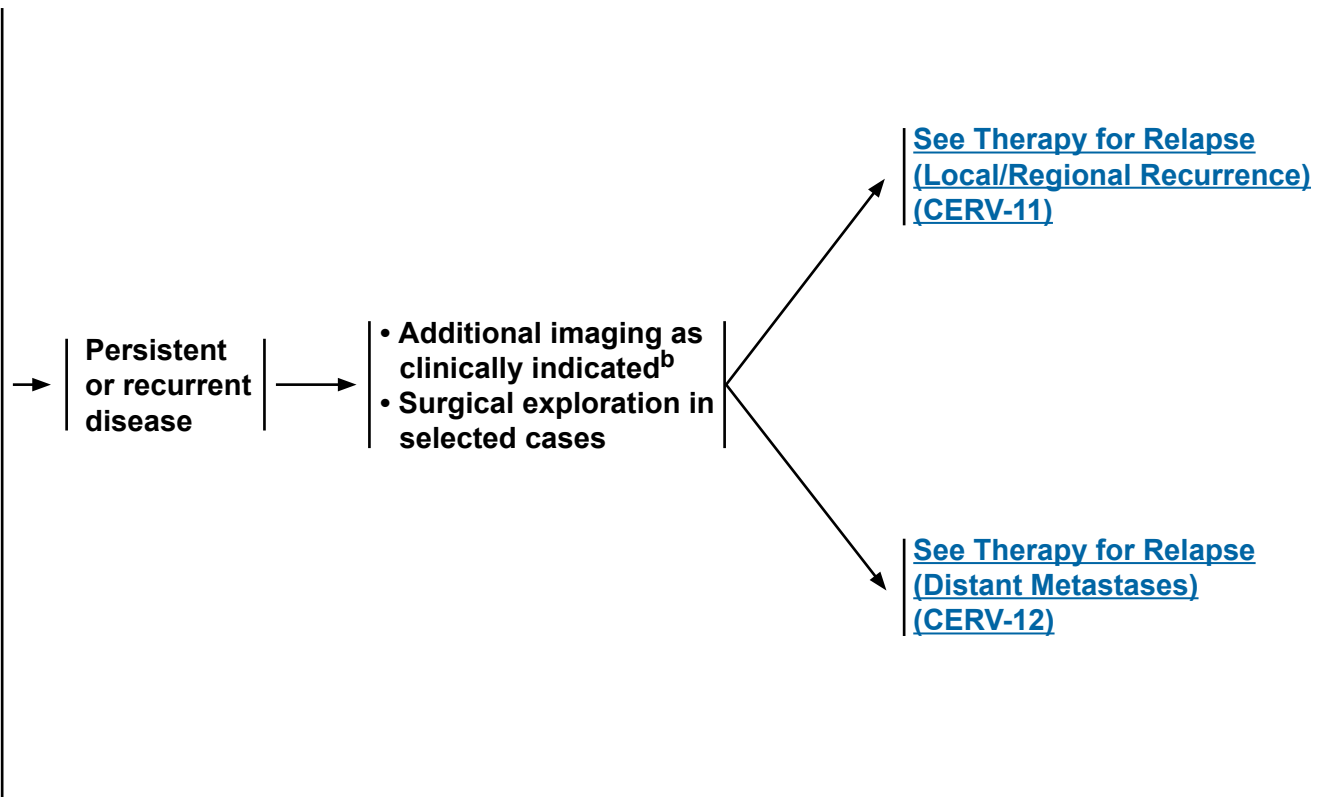 Persistent
or recurrent
disease
• Additional imaging as
clinically indicatedᵇ
• Surgical exploration in
selected cases
See Therapy for Relapse
(Local/Regional Recurrence)
(CERV-11)
See Therapy for Relapse
(Distant Metastases)
(CERV-12)